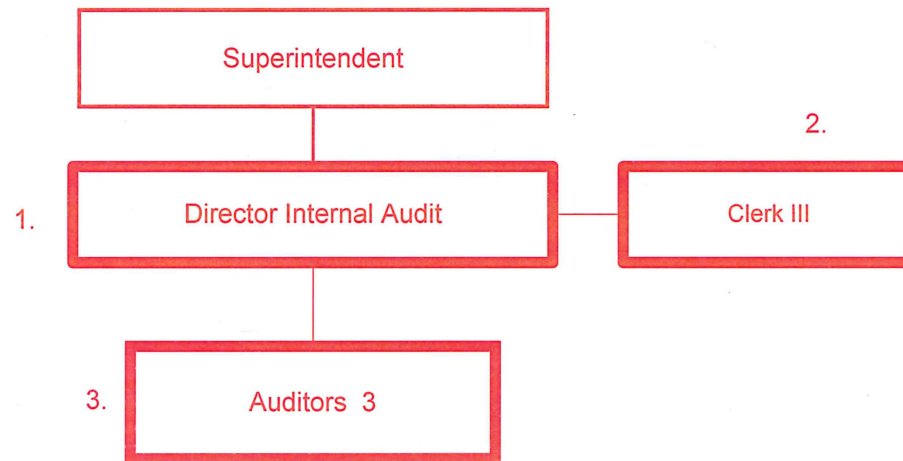 Superintendent
2.
1.
Director Internal Audit
Clerk III
3.
Auditors 3